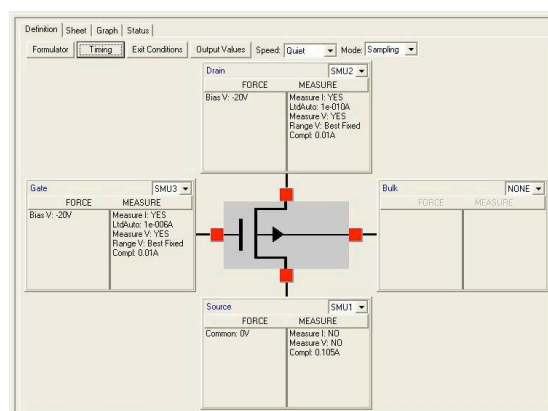 Definition Sheet Graph Status
Formulator Timing Exit Conditions Output Values Speed: Quiet Mode: Sampling
Drain SMU2
FORCE MEASURE
Bias V: -20V Measure I: YES
LtdAuto: 1e-010A
Measure V: YES
Range V: Best Fixed
Compl: 0.01A
Gate SMU3
FORCE MEASURE
Bias V: -20V Measure I: YES
LtdAuto: 1e-006A
Measure V: YES
Range V: Best Fixed
Compl: 0.01A
Bulk NONE
FORCE MEASURE
Source SMU1
FORCE MEASURE
Common: 0V Measure I: NO
Measure V: NO
Compl: 0.105A